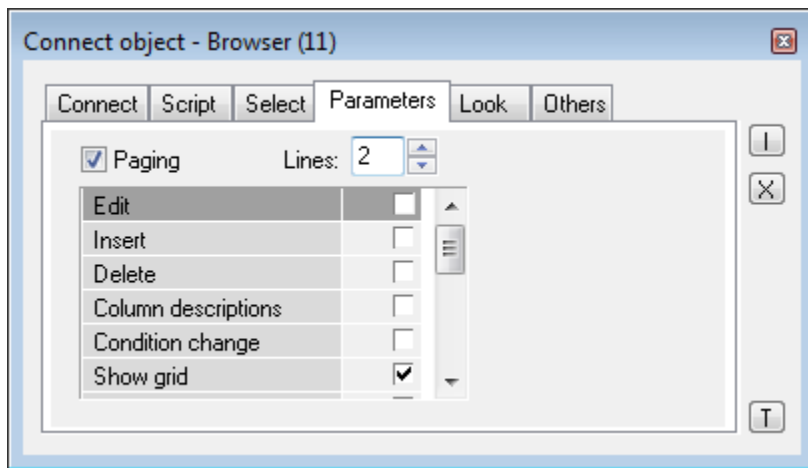 Connect object - Browser (11)
Connect Script Select Parameters Look Others
Paging Lines: 2
Edit
Insert
Delete
Column descriptions
Condition change
Show grid
I
X
T